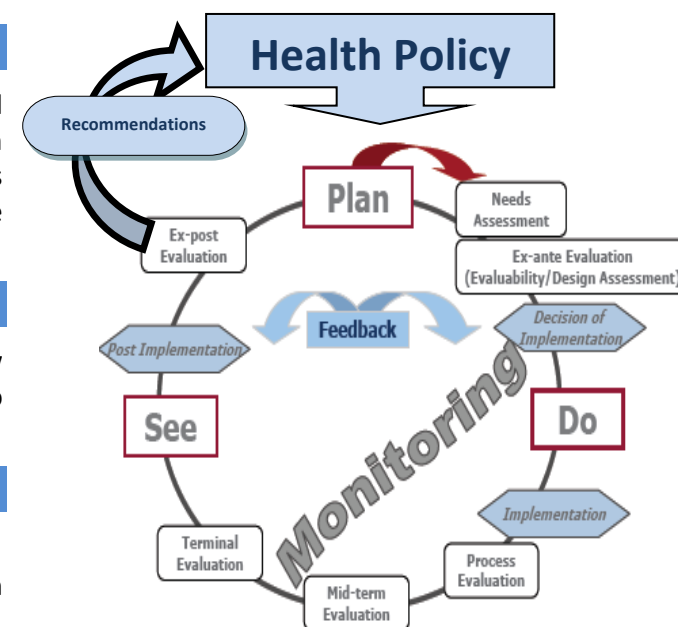 Health Policy
Recommendations
Plan
Needs
Assessment
Ex-post
Evaluation
Ex-ante Evaluation
(Evaluability/Design Assessment)
Feedback
Decision of
Implementation
Post Implementation
Monitoring
See
Do
Implementation
Terminal
Evaluation
Process
Evaluation
Mid-term
Evaluation